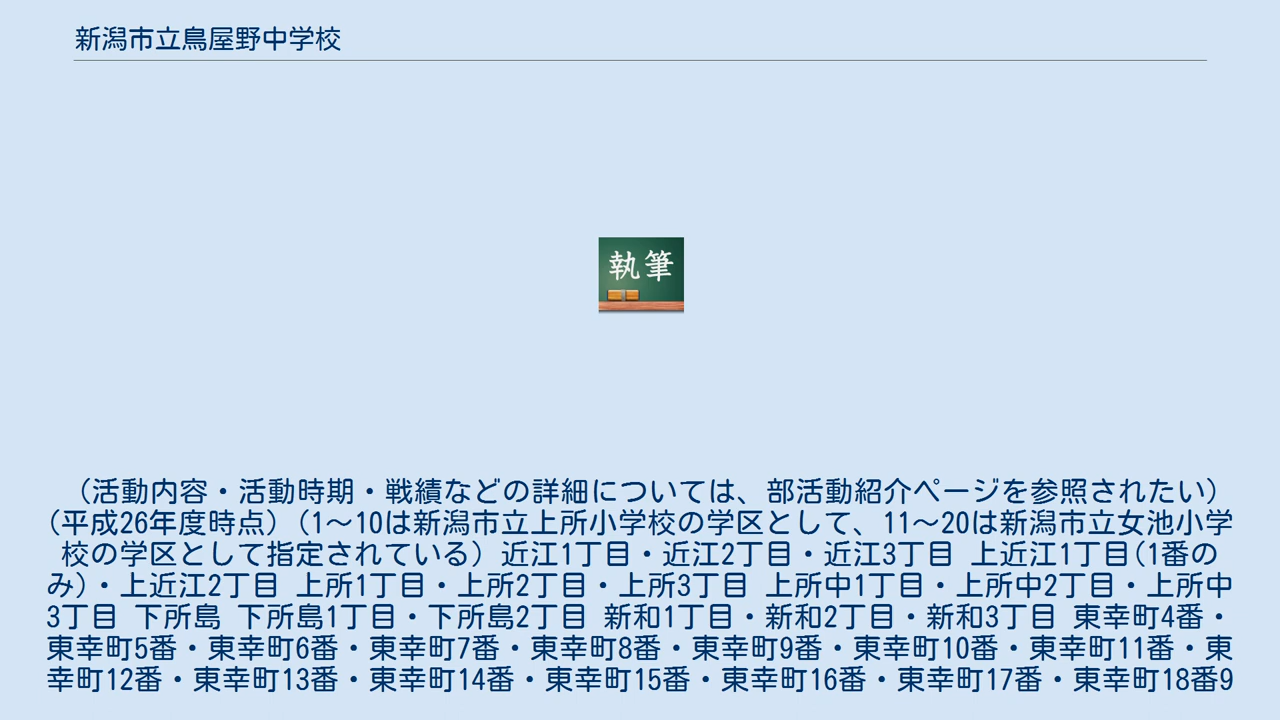 新潟市立鳥屋野中学校
執筆
（活動内容・活動時期・戦績などの詳細については、部活動紹介ページを参照されたい）
（平成26年度時点）（1〜10は新潟市立上所小学校の学区として、11〜20は新潟市立女池小学
校の学区として指定されている）近江1丁目・近江2丁目・近江3丁目 上近江1丁目(1番の
み)・上近江2丁目 上所1丁目・上所2丁目・上所3丁目 上所中1丁目・上所中2丁目・上所中
3丁目 下所島 下所島1丁目・下所島2丁目 新和1丁目・新和2丁目・新和3丁目 東幸町4番・
東幸町5番・東幸町6番・東幸町7番・東幸町8番・東幸町9番・東幸町10番・東幸町11番・東
幸町12番・東幸町13番・東幸町14番・東幸町15番・東幸町16番・東幸町17番・東幸町18番9